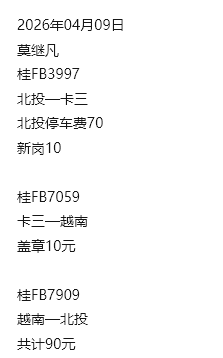 2026年04月09日
莫继凡
桂FB3997
北投—卡三
北投停车费70
新岗10
桂FB7059
卡三—越南
盖章10元
桂FB7909
越南—北投
共计90元